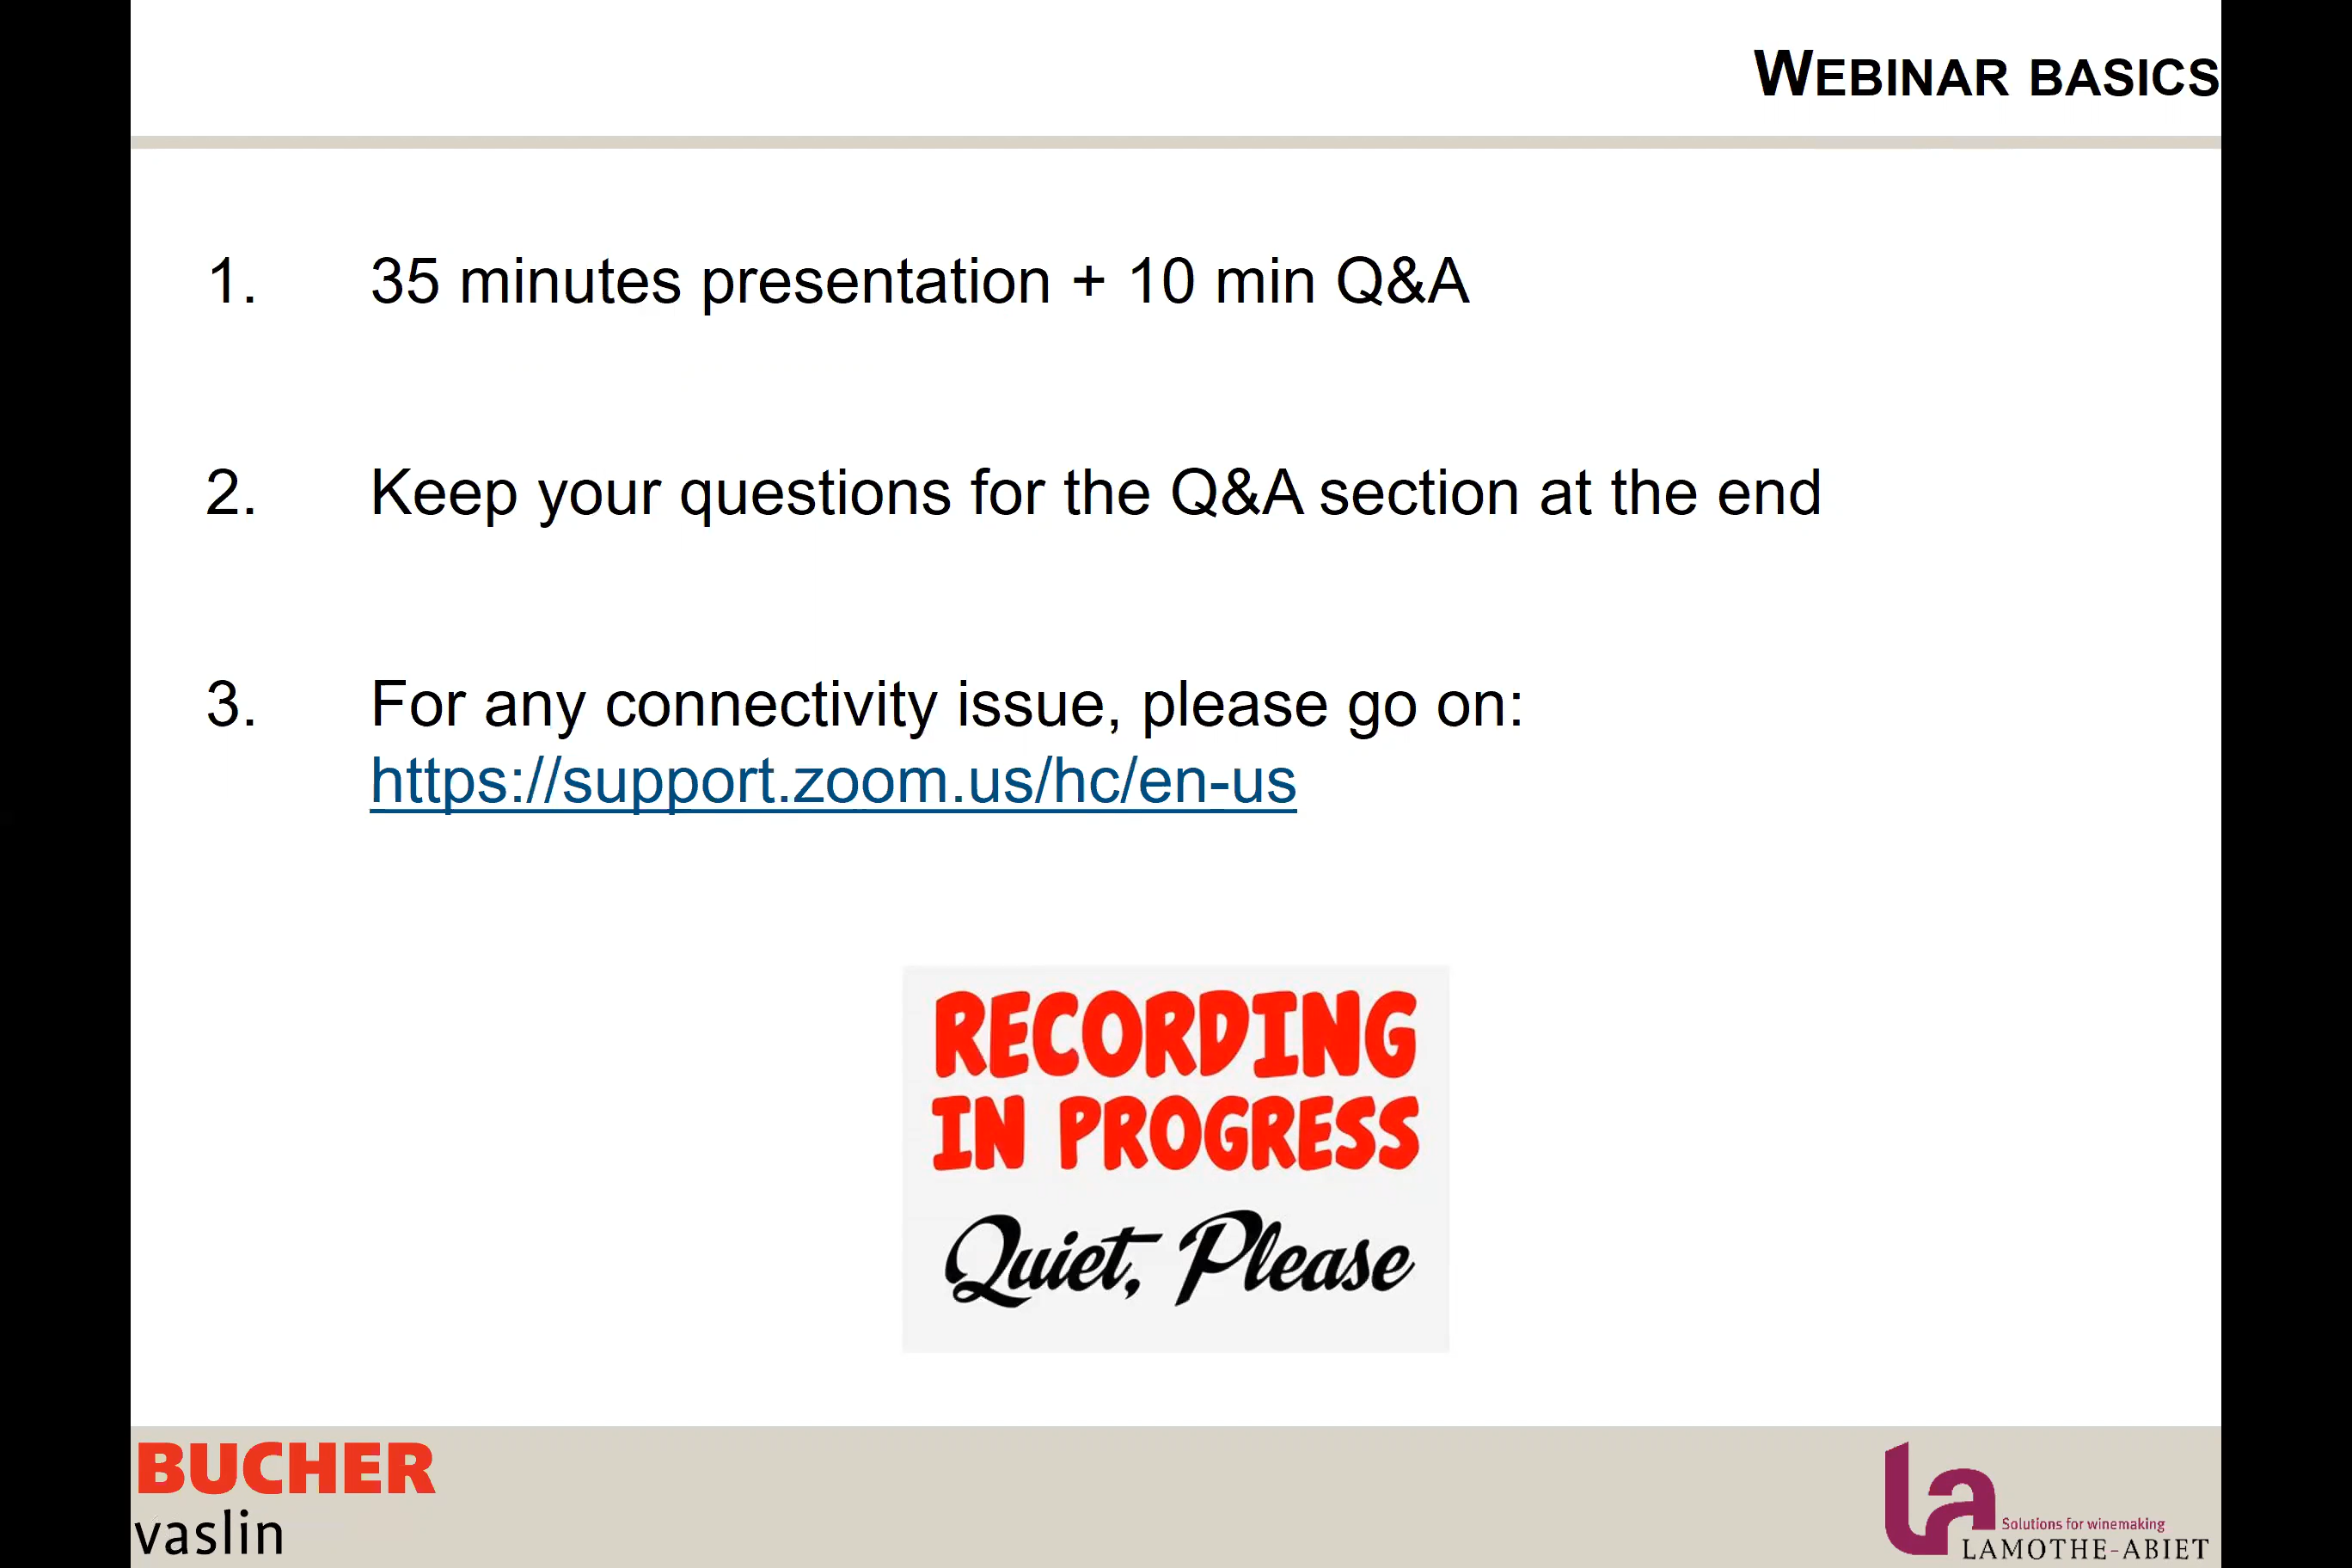 WEBINAR BASICS
1. 35 minutes presentation + 10 min Q&A
2. Keep your questions for the Q&A section at the end
3. For any connectivity issue, please go on:
https://support.zoom.us/hc/en-us
RECORDING
IN PROGRESS
Quiet, Please
BUCHER
vaslin
la
Solutions for winemaking
LAMOTHE-ABIET